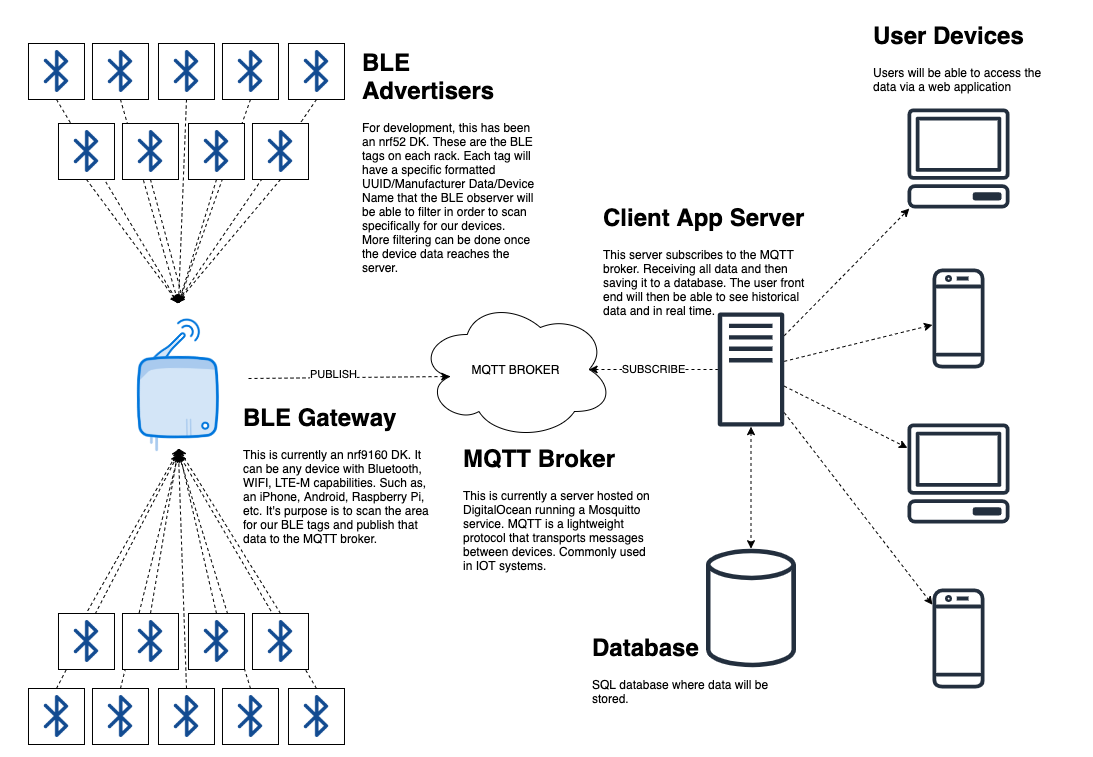 BLE
Advertisers
For development, this has been
an nrf52 DK. These are the BLE
tags on each rack. Each tag will
have a specific formatted
UUID/Manufacturer Data/Device
Name that the BLE observer will
be able to filter in order to scan
specifically for our devices.
More filtering can be done once
the device data reaches the
server.
User Devices
Users will be able to access the
data via a web application
Client App Server
This server subscribes to the MQTT
broker. Receiving all data and then
saving it to a database. The user front
end will then be able to see historical
data and in real time.
PUBLISH
MQTT BROKER
SUBSCRIBE
BLE Gateway
This is currently an nrf9160 DK. It
can be any device with Bluetooth,
WIFI, LTE-M capabilities. Such as,
an iPhone, Android, Raspberry Pi,
etc. It's purpose is to scan the area
for our BLE tags and publish that
data to the MQTT broker.
MQTT Broker
This is currently a server hosted on
DigitalOcean running a Mosquitto
service. MQTT is a lightweight
protocol that transports messages
between devices. Commonly used
in IOT systems.
Database
SQL database where data will be
stored.